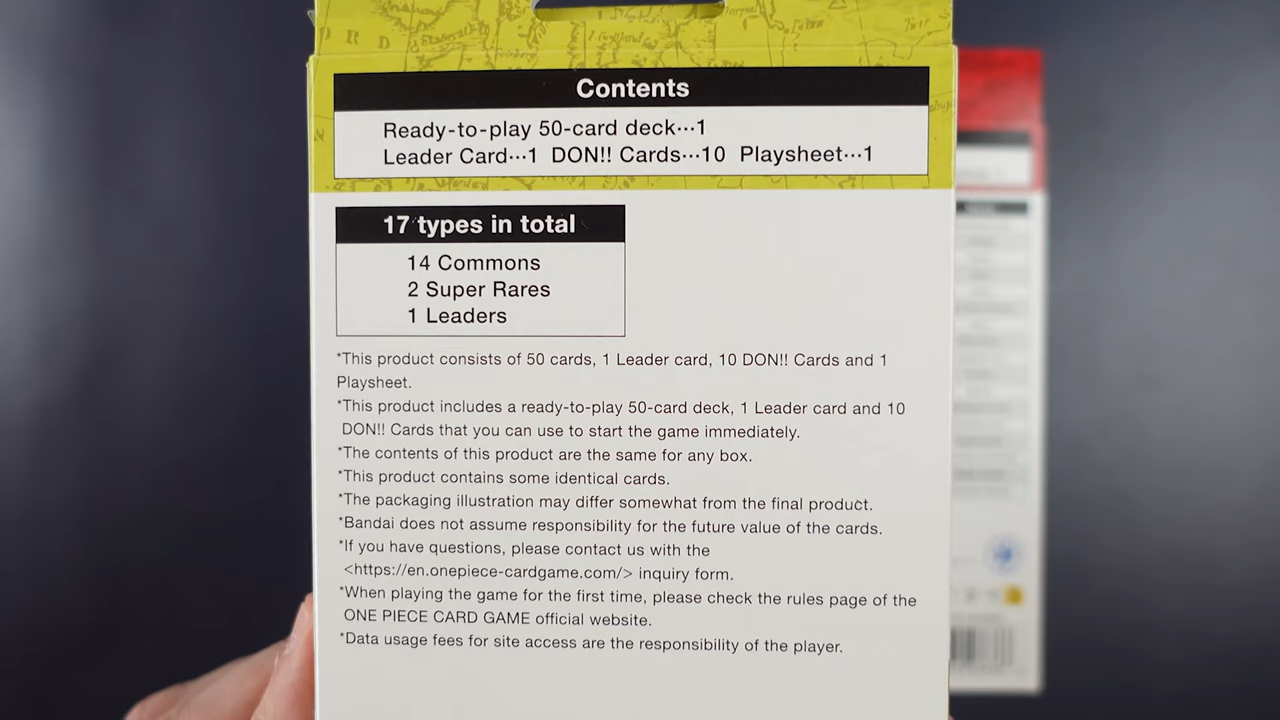 Contents
Ready-to-play 50-card deck···1
Leader Card···1 DON!! Cards···10 Playsheet···1
17 types in total
14 Commons
2 Super Rares
1 Leaders
*This product consists of 50 cards, 1 Leader card, 10 DON!! Cards and 1
Playsheet.
*This product includes a ready-to-play 50-card deck, 1 Leader card and 10
DON!! Cards that you can use to start the game immediately.
*The contents of this product are the same for any box.
*This product contains some identical cards.
*The packaging illustration may differ somewhat from the final product.
*Bandai does not assume responsibility for the future value of the cards.
*If you have questions, please contact us with the
<https://en.onepiece-cardgame.com/> inquiry form.
*When playing the game for the first time, please check the rules page of the
ONE PIECE CARD GAME official website.
*Data usage fees for site access are the responsibility of the player.